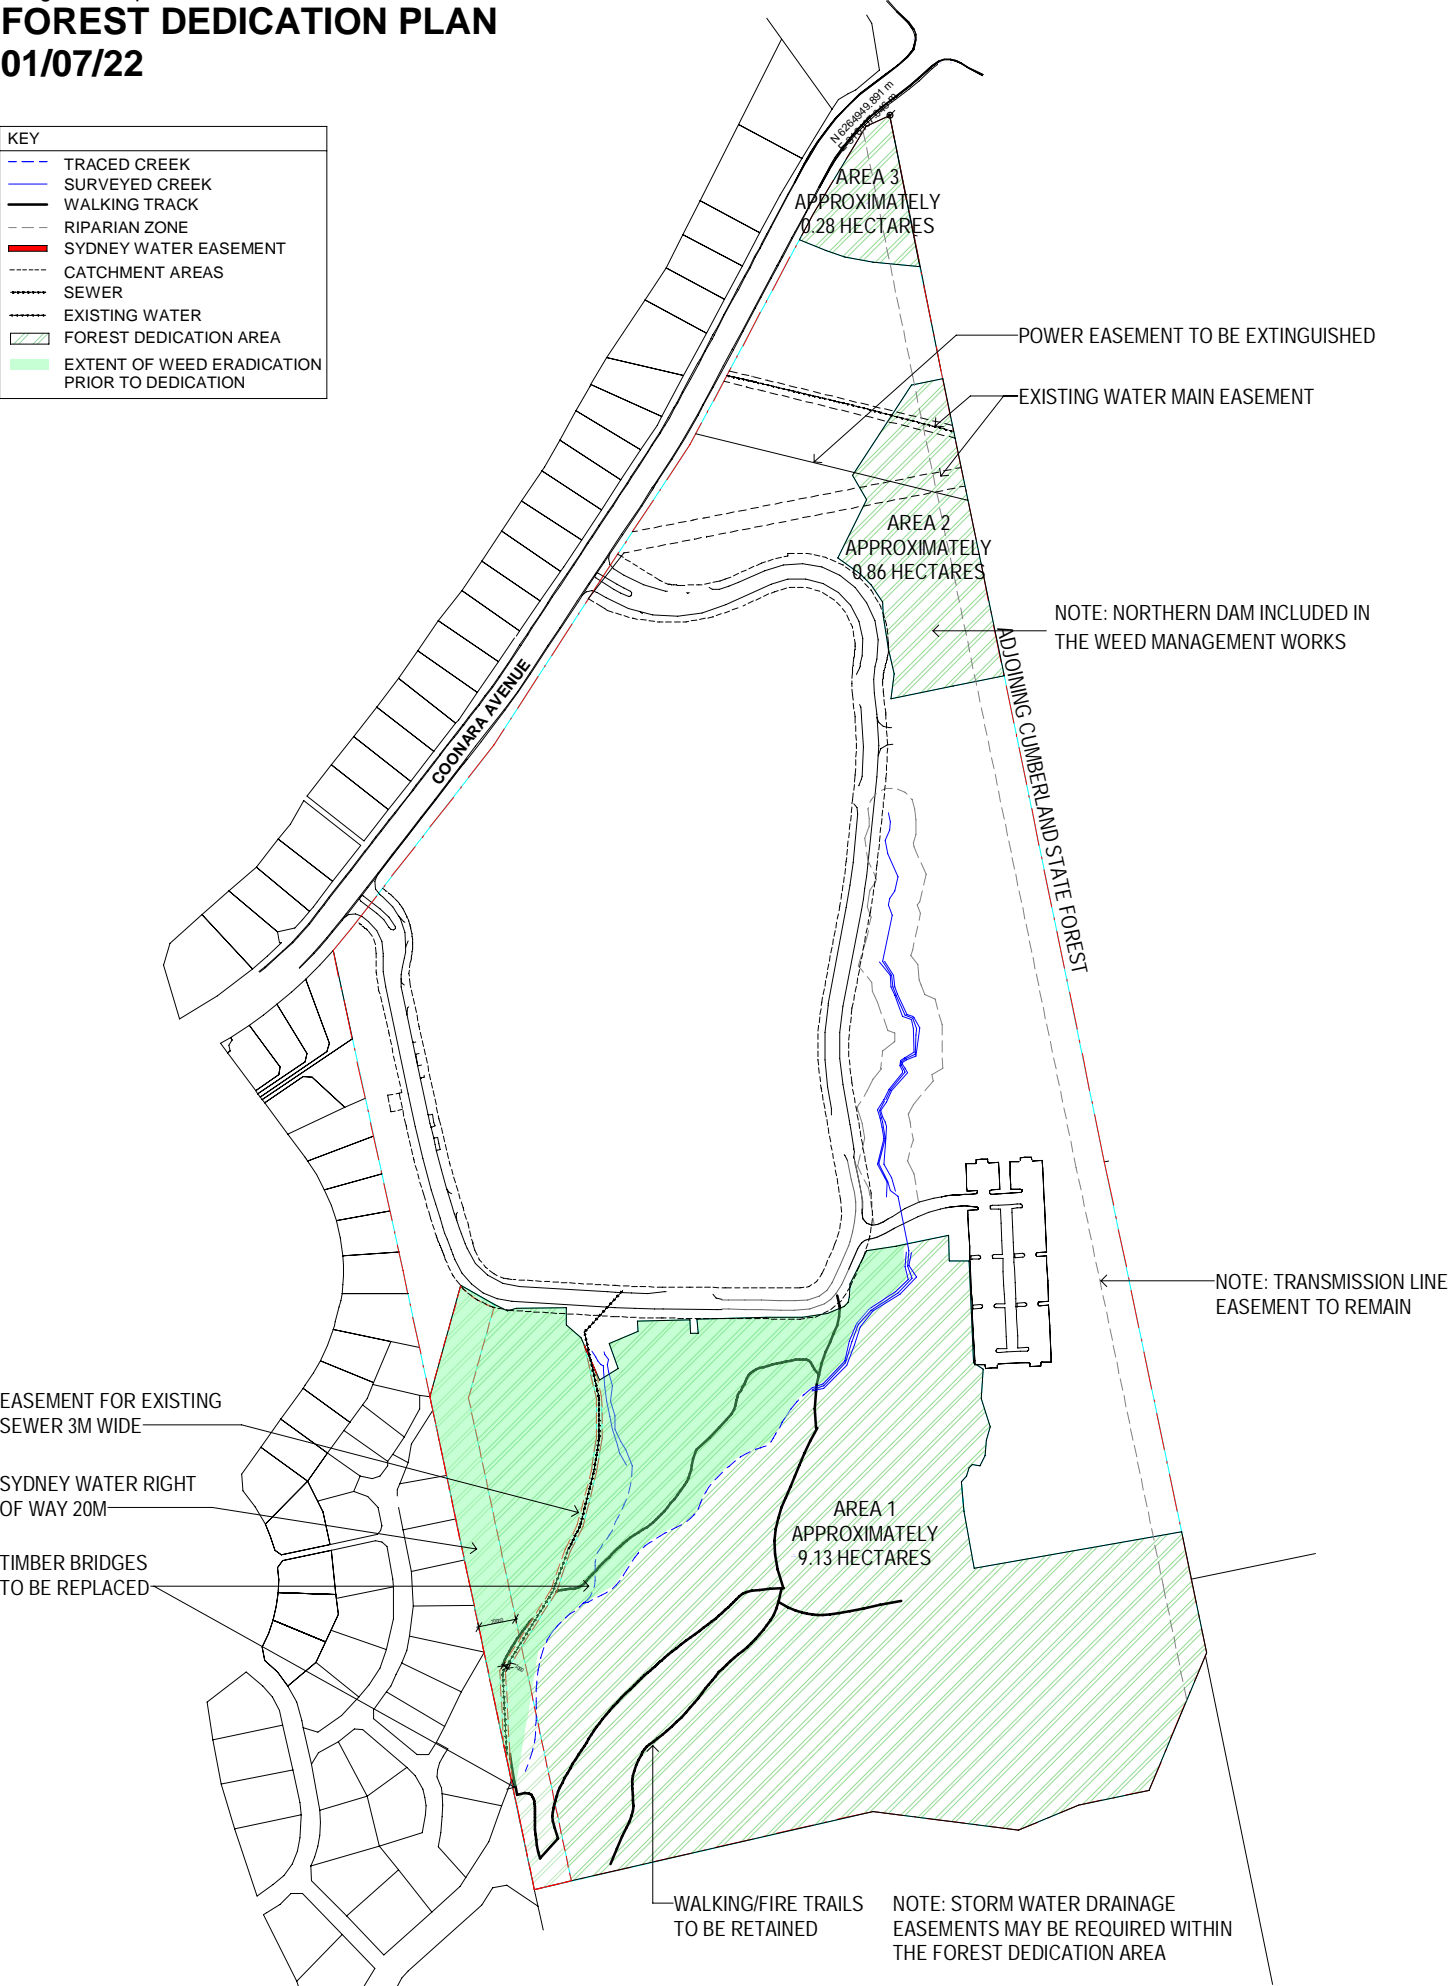 FOREST DEDICATION PLAN
01/07/22
KEY
TRACED CREEK
SURVEYED CREEK
WALKING TRACK
RIPARIAN ZONE
SYDNEY WATER EASEMENT
CATCHMENT AREAS
SEWER
EXISTING WATER
FOREST DEDICATION AREA
EXTENT OF WEED ERADICATION
PRIOR TO DEDICATION
N 6264949.891 m
AREA 3
APPROXIMATELY
0.28 HECTARES
POWER EASEMENT TO BE EXTINGUISHED
EXISTING WATER MAIN EASEMENT
AREA 2
APPROXIMATELY
0.86 HECTARES
NOTE: NORTHERN DAM INCLUDED IN
THE WEED MANAGEMENT WORKS
COONARA AVENUE
ADJOINING CUMBERLAND STATE FOREST
NOTE: TRANSMISSION LINE
EASEMENT TO REMAIN
EASEMENT FOR EXISTING
SEWER 3M WIDE
SYDNEY WATER RIGHT
OF WAY 20M
TIMBER BRIDGES
TO BE REPLACED
AREA 1
APPROXIMATELY
9.13 HECTARES
WALKING/FIRE TRAILS
TO BE RETAINED
NOTE: STORM WATER DRAINAGE
EASEMENTS MAY BE REQUIRED WITHIN
THE FOREST DEDICATION AREA